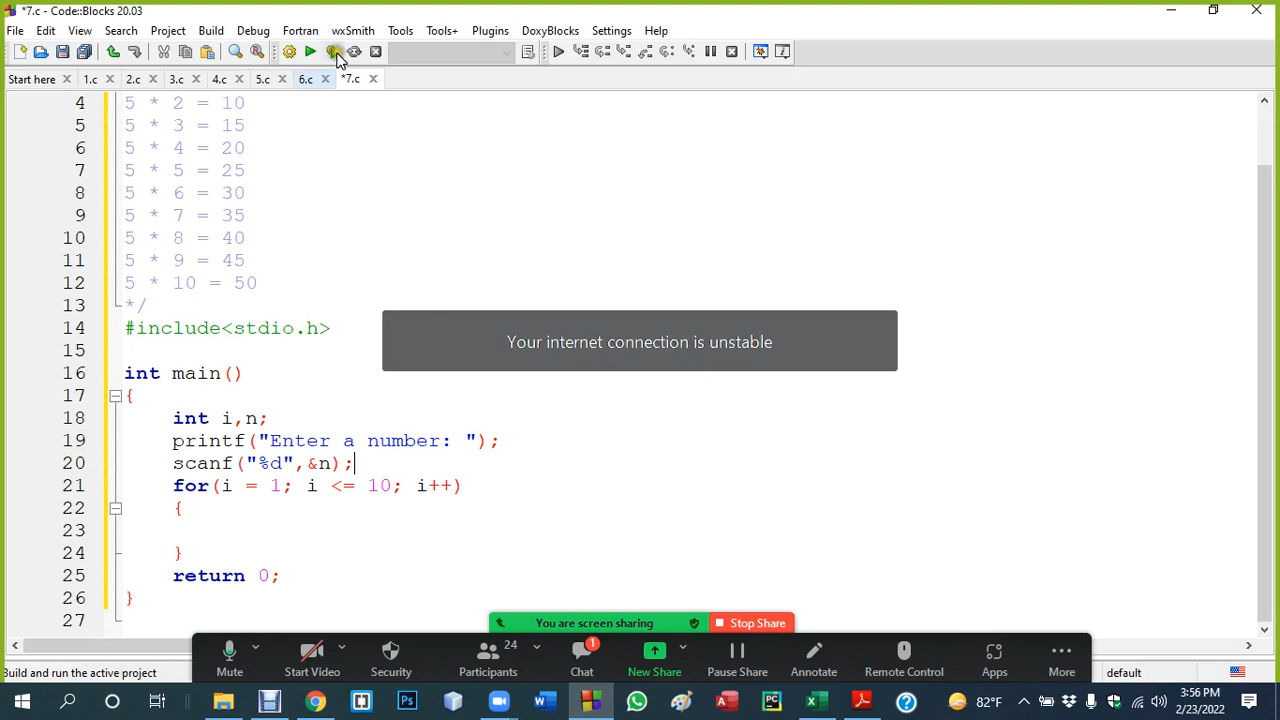 *7.c - Code::Blocks 20.03
File Edit View Search Project Build Debug Fortran wxSmith Tools Tools+ Plugins DoxyBlocks Settings Help
Start here 1.c 2.c 3.c 4.c 5.c 6.c *7.c
4 5 * 2 = 10
5 5 * 3 = 15
6 5 * 4 = 20
7 5 * 5 = 25
8 5 * 6 = 30
9 5 * 7 = 35
10 5 * 8 = 40
11 5 * 9 = 45
12 5 * 10 = 50
13 */
14 #include<stdio.h>
15
Your internet connection is unstable
16 int main()
17 {
18 int i,n;
19 printf("Enter a number: ");
20 scanf("%d",&n);
21 for(i = 1; i <= 10; i++)
22 {
23
24 }
25 return 0;
26 }
27
You are screen sharing Stop Share
Mute Start Video Security Participants 24 Chat 1 New Share Pause Share Annotate Remote Control Apps More
Build and run the active project default
82°F 3:56 PM
2/23/2022